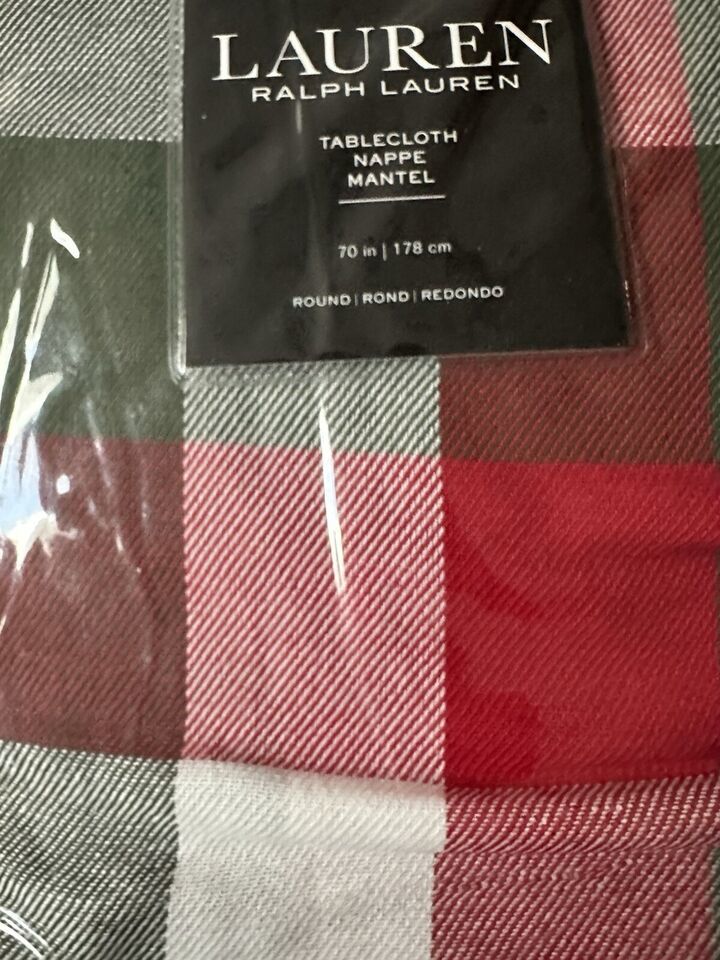 LAUREN
RALPH LAUREN
TABLECLOTH
NAPPE
MANTEL
70 in | 178 cm
ROUND | ROND | REDONDO